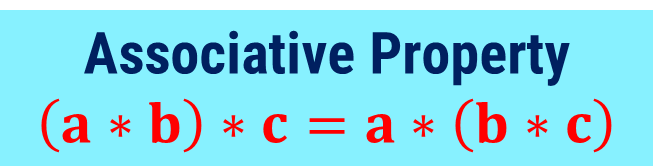 Associative Property
(a * b) * c = a * (b * c)